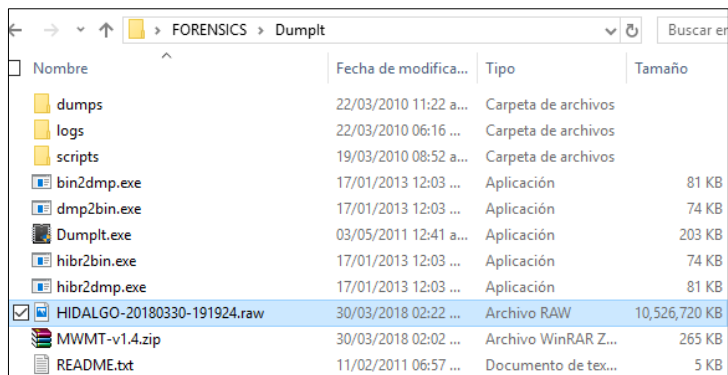 FORENSICS > DumpIt Buscar en
Nombre Fecha de modifica... Tipo Tamaño
dumps 22/03/2010 11:22 a... Carpeta de archivos
logs 22/03/2010 06:16 ... Carpeta de archivos
scripts 19/03/2010 08:52 a... Carpeta de archivos
bin2dmp.exe 17/01/2013 12:03 ... Aplicación 81 KB
dmp2bin.exe 17/01/2013 12:03 ... Aplicación 74 KB
DumpIt.exe 03/05/2011 12:41 a... Aplicación 203 KB
hibr2bin.exe 17/01/2013 12:03 ... Aplicación 74 KB
hibr2dmp.exe 17/01/2013 12:03 ... Aplicación 81 KB
HIDALGO-20180330-191924.raw 30/03/2018 02:22 ... Archivo RAW 10,526,720 KB
MWMT-v1.4.zip 30/03/2018 02:02 ... Archivo WinRAR Z... 265 KB
README.txt 11/02/2011 06:57 ... Documento de tex... 5 KB